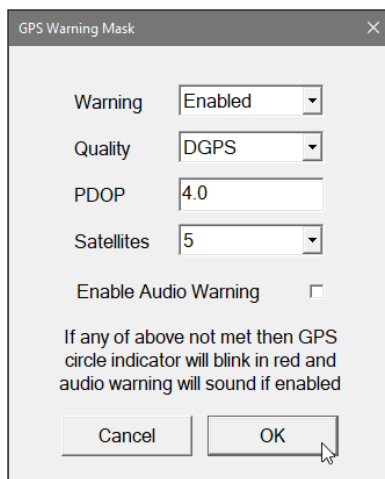 GPS Warning Mask
Warning Enabled
Quality DGPS
PDOP 4.0
Satellites 5
Enable Audio Warning
If any of above not met then GPS
circle indicator will blink in red and
audio warning will sound if enabled
Cancel OK